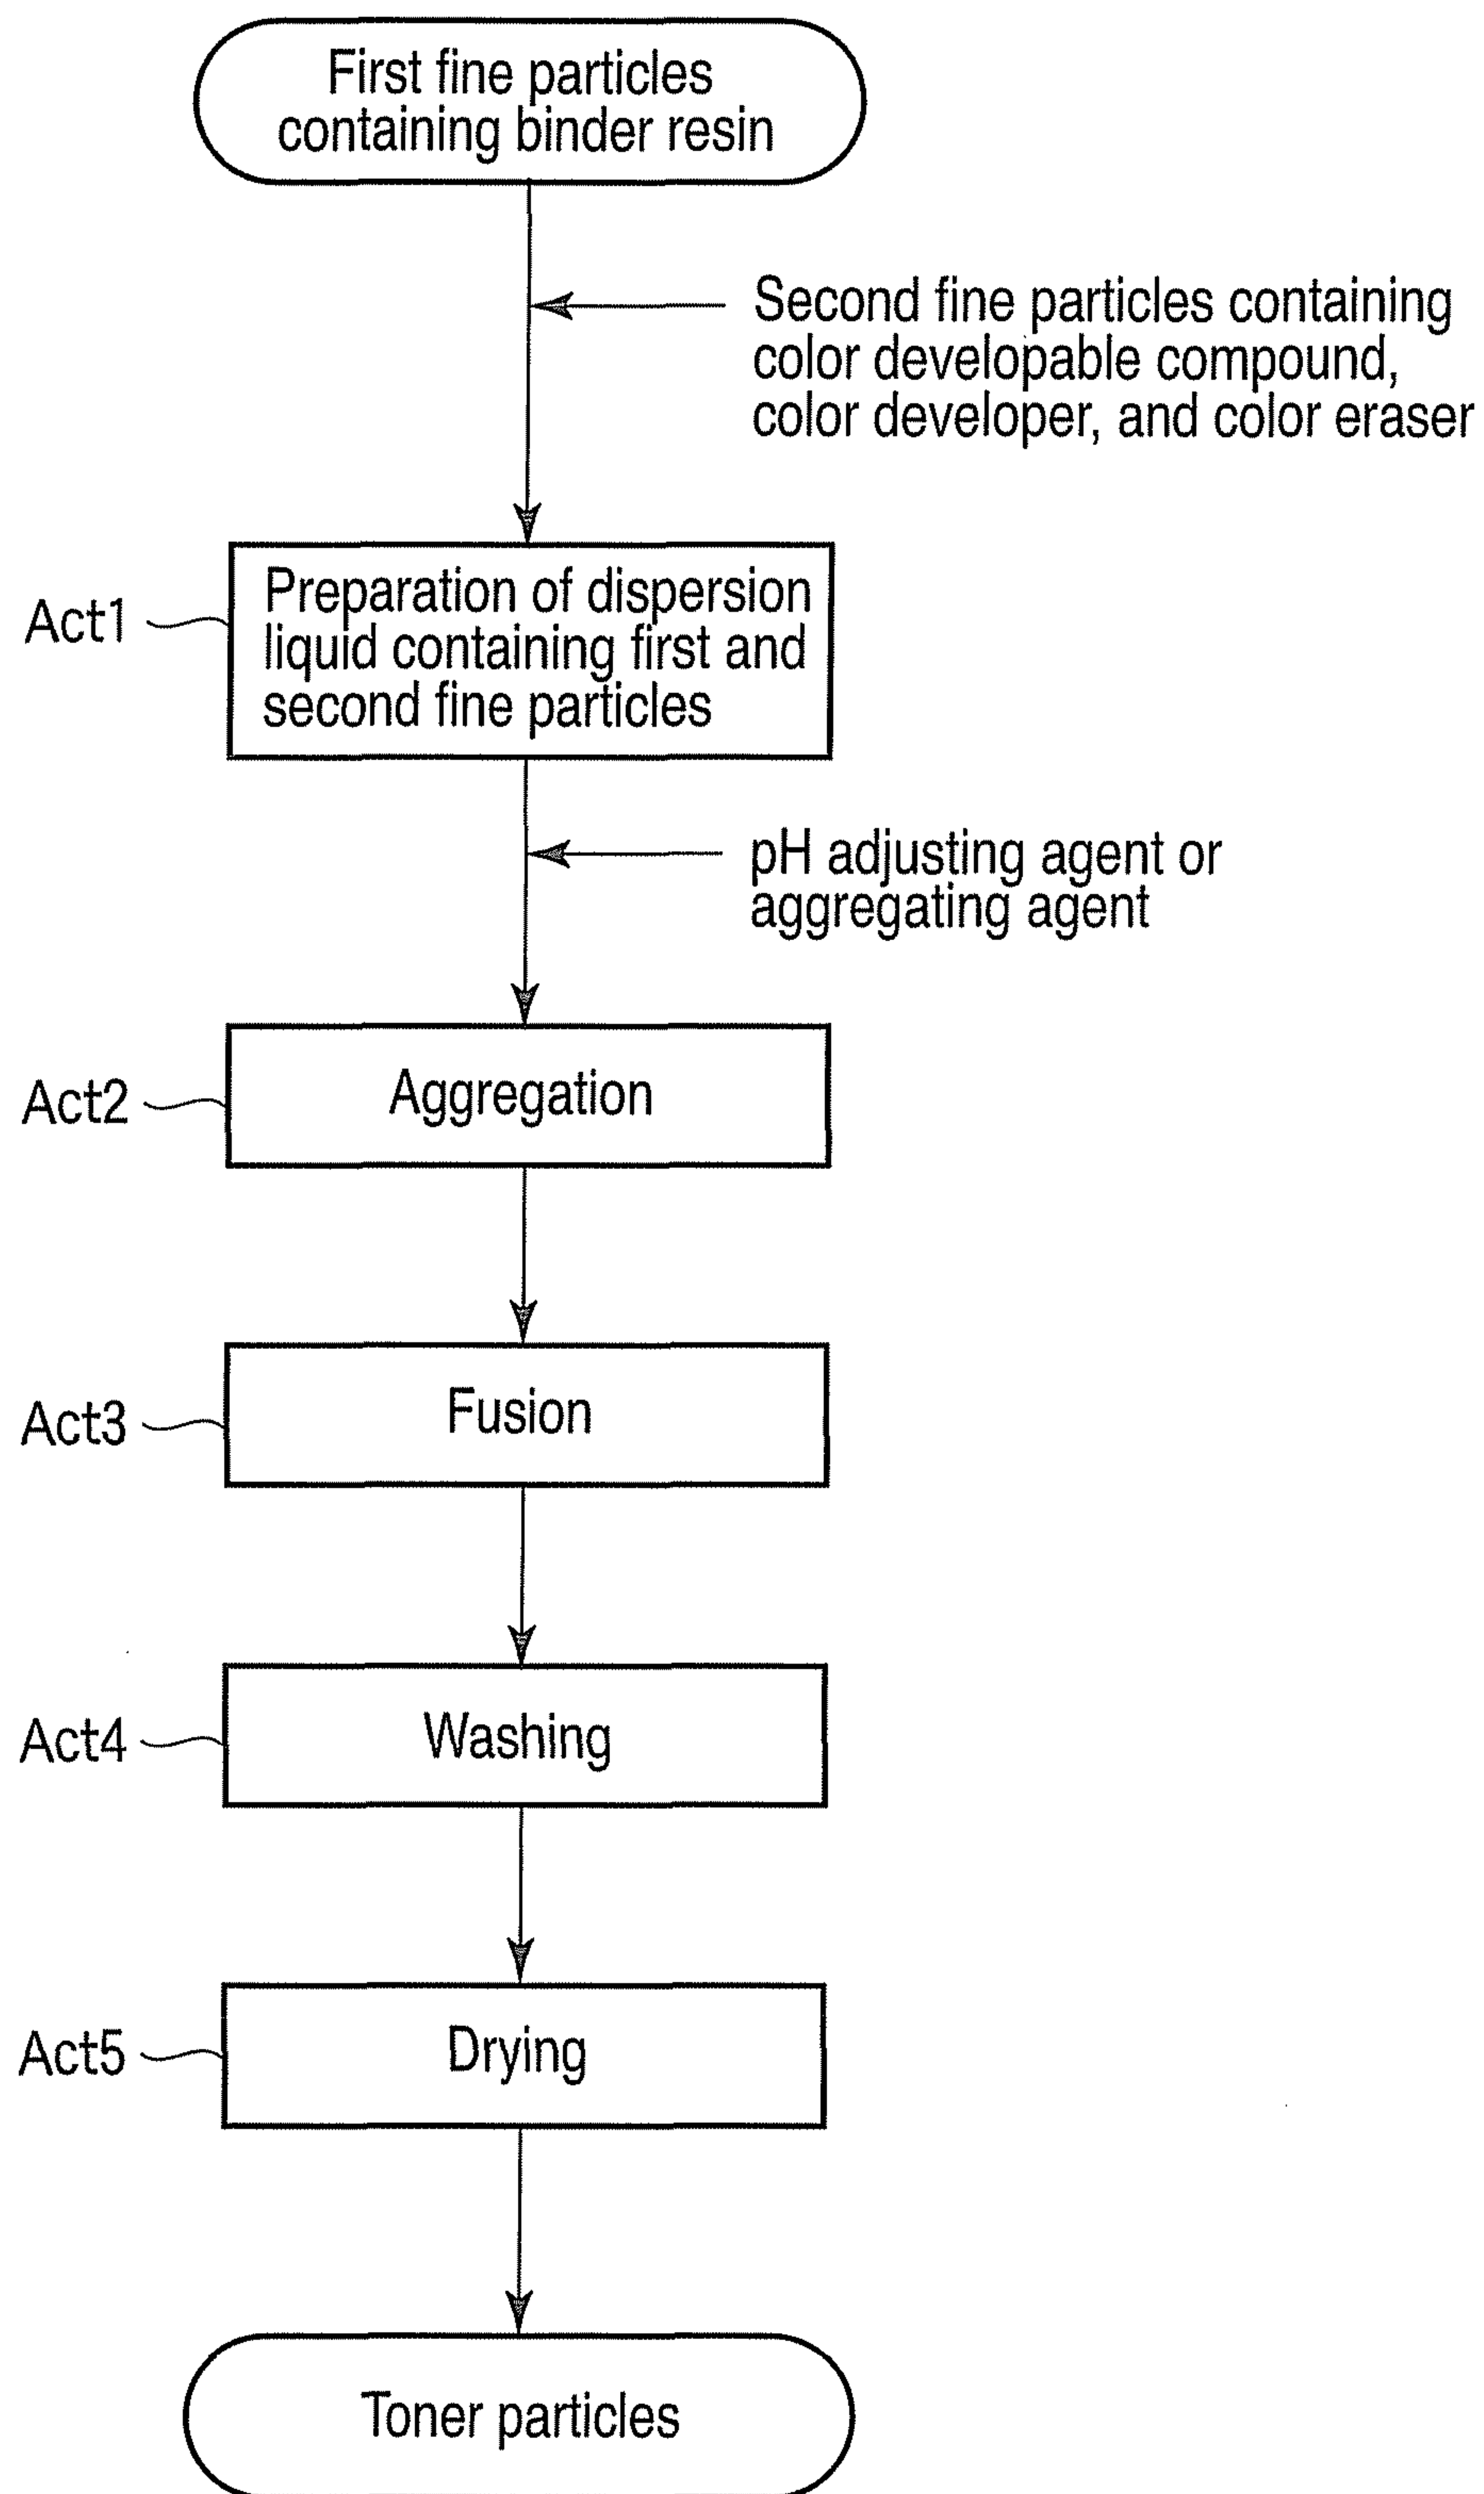 First fine particles
containing binder resin
Second fine particles containing
color developable compound,
color developer, and color eraser
Act1
Preparation of dispersion
liquid containing first and
second fine particles
pH adjusting agent or
aggregating agent
Act2
Aggregation
Act3
Fusion
Act4
Washing
Act5
Drying
Toner particles